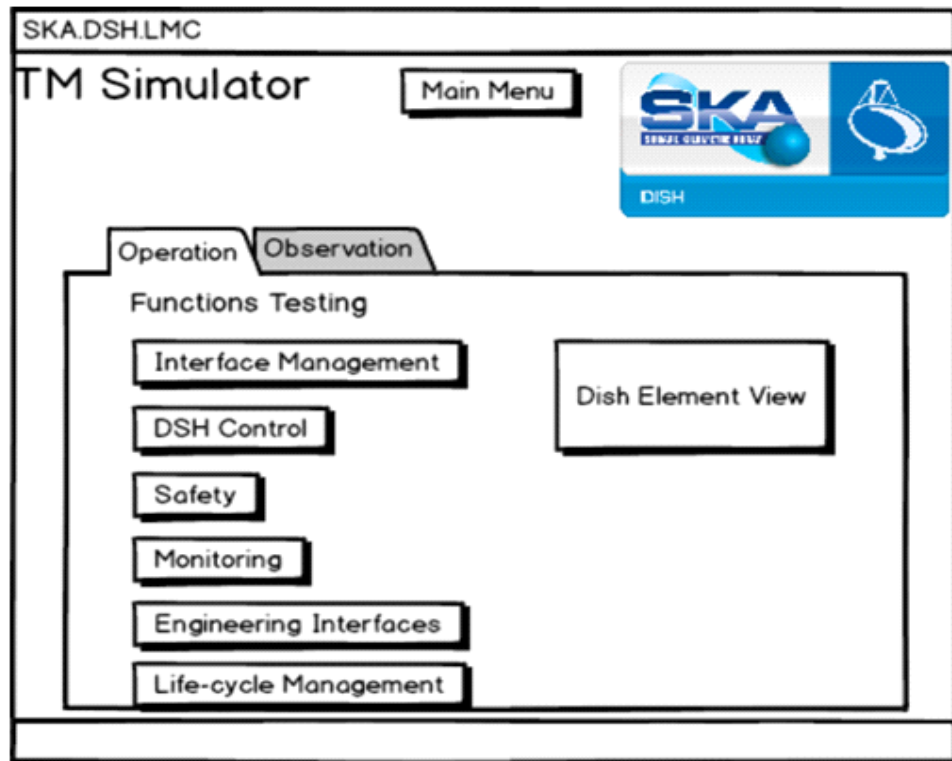 SKA.DSH.LMC
TM Simulator
Main Menu
SKA
DISH
Operation
Observation
Functions Testing
Interface Management
Dish Element View
DSH Control
Safety
Monitoring
Engineering Interfaces
Life-cycle Management